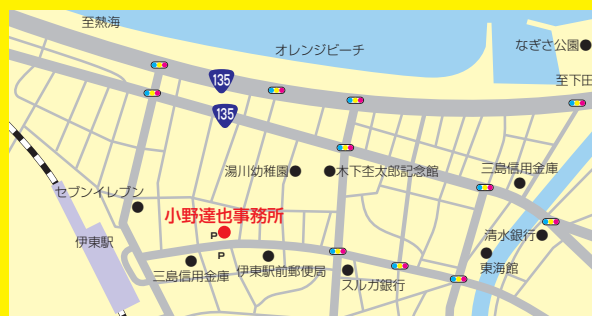 至熱海
オレンジビーチ
なぎさ公園
至下田
135
135
湯川幼稚園
木下杢太郎記念館
三島信用金庫
セブンイレブン
小野達也事務所
P
P
伊東駅
三島信用金庫
伊東駅前郵便局
スルガ銀行
清水銀行
東海館